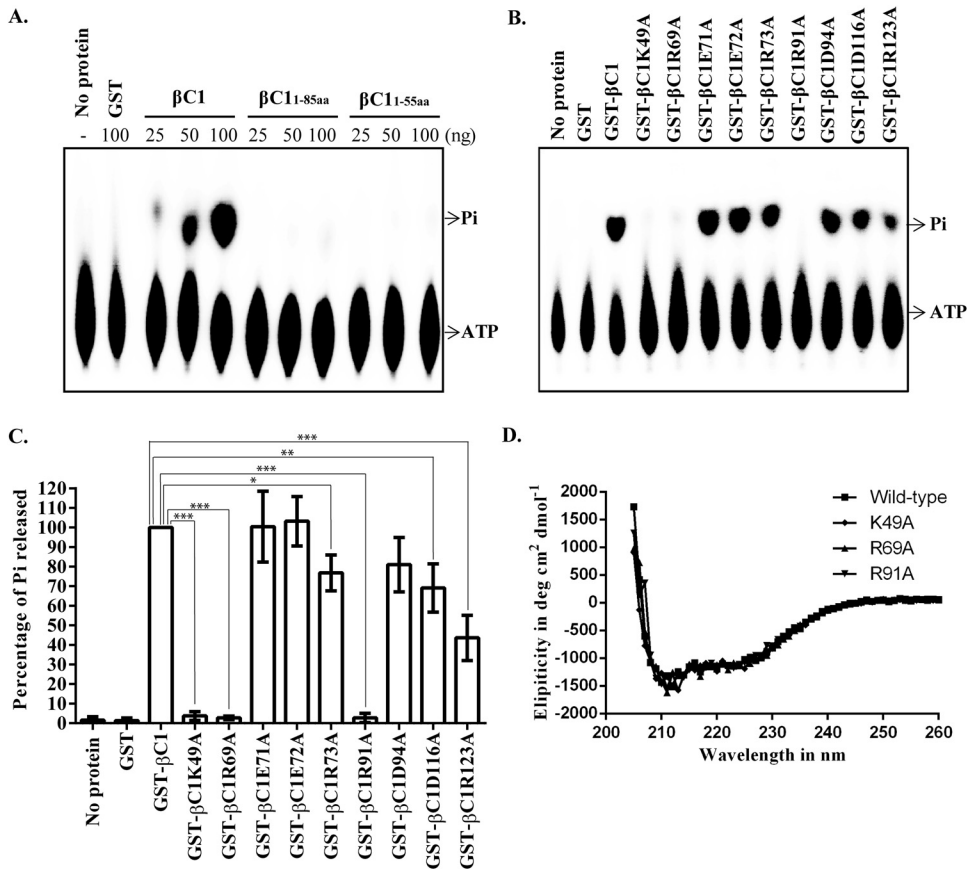 A.
No protein
GST
βC1
βC11-85aa
βC11-55aa
- 100 25 50 100 25 50 100 25 50 100 (ng)
Pi
ATP
B.
No protein
GST
GST-βC1
GST-βC1K49A
GST-βC1R69A
GST-βC1E71A
GST-βC1E72A
GST-βC1R73A
GST-βC1R91A
GST-βC1D94A
GST-βC1D116A
GST-βC1R123A
Pi
ATP
C.
***
**
***
*
***
***
Percentage of Pi released
120
110
100
90
80
70
60
50
40
30
20
10
0
No protein
GST
GST-βC1
GST-βC1K49A
GST-βC1R69A
GST-βC1E71A
GST-βC1E72A
GST-βC1R73A
GST-βC1R91A
GST-βC1D94A
GST-βC1D116A
GST-βC1R123A
D.
Elipiticity in deg cm² dmol⁻¹
2000
1500
1000
500
0
-500
-1000
-1500
-2000
Wild-type
K49A
R69A
R91A
200 210 220 230 240 250 260
Wavelength in nm